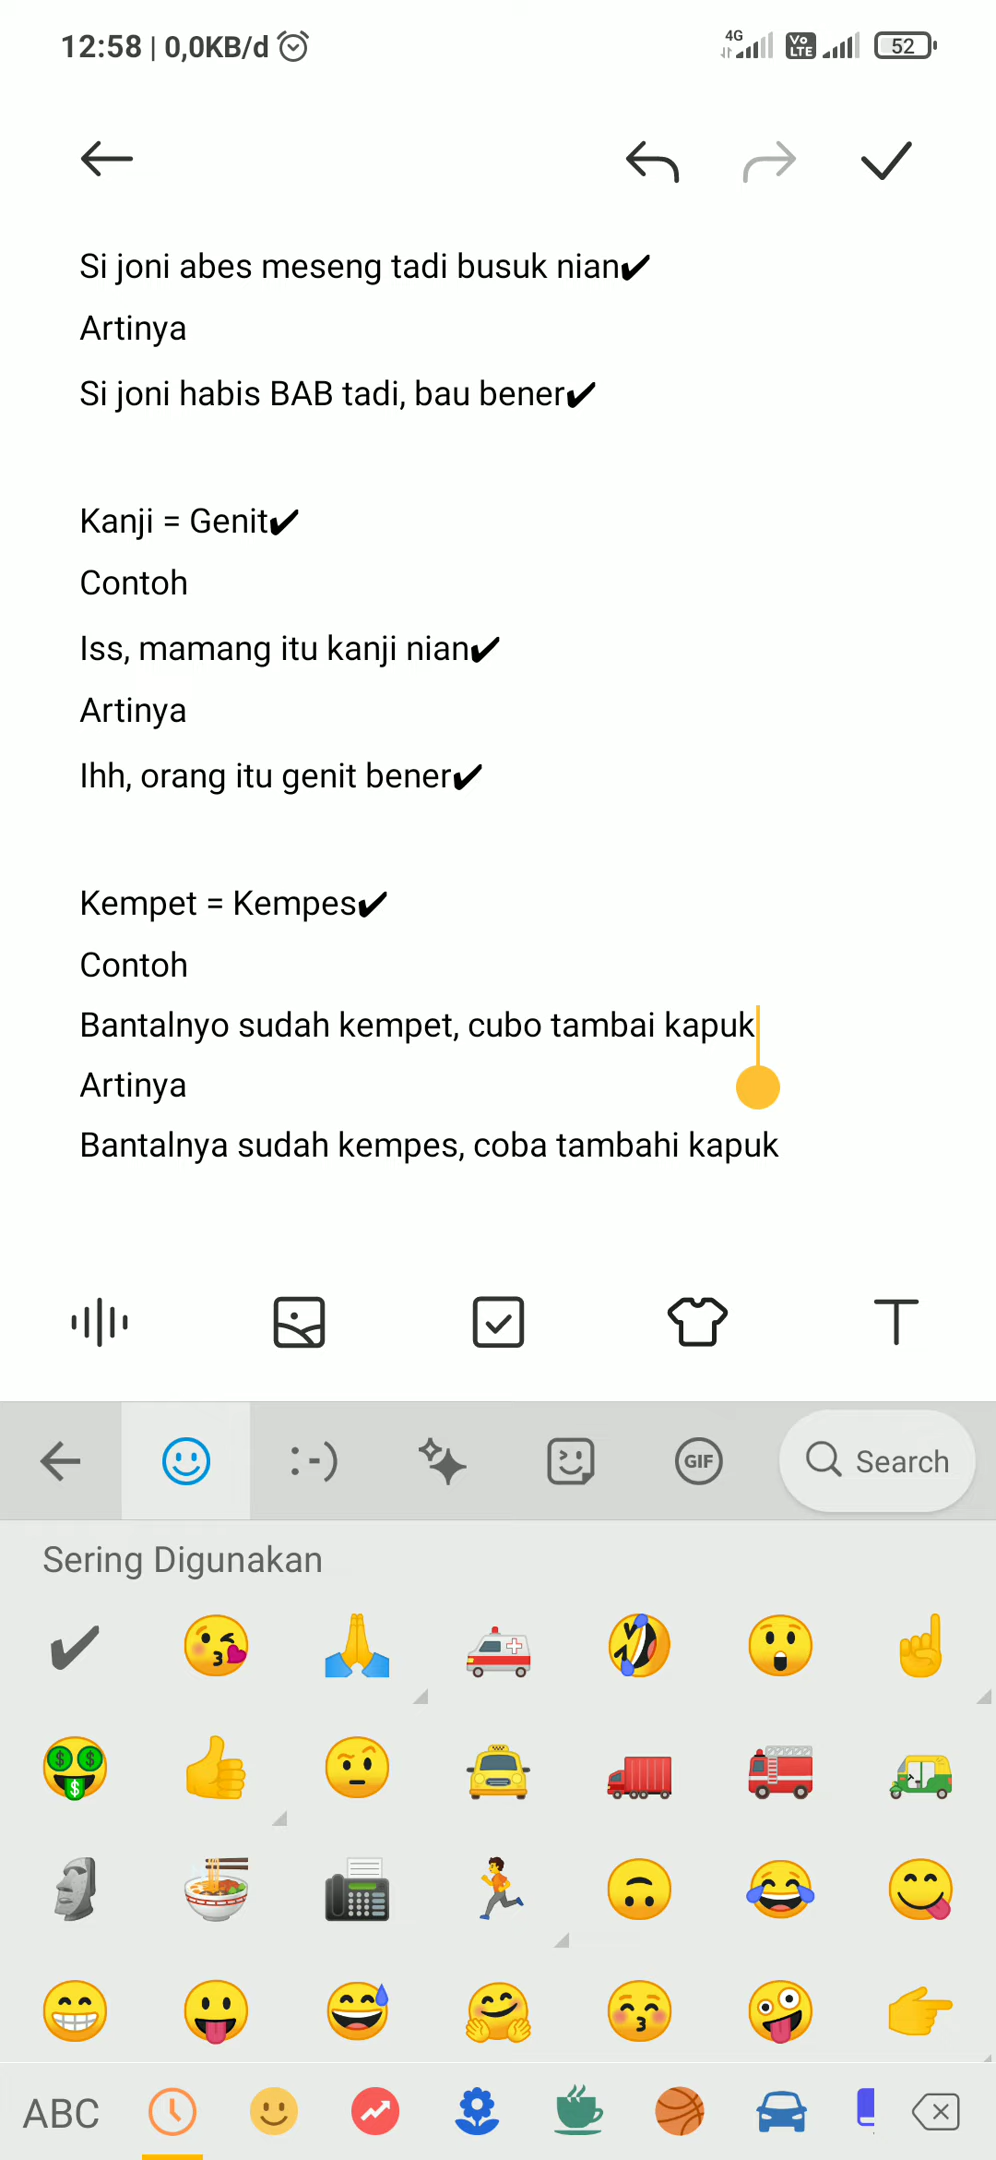 12:58 | 0,0KB/d
4G
Vo LTE
52
Si joni abes meseng tadi busuk nian✔
Artinya
Si joni habis BAB tadi, bau bener✔
Kanji = Genit✔
Contoh
Iss, mamang itu kanji nian✔
Artinya
Ihh, orang itu genit bener✔
Kempet = Kempes✔
Contoh
Bantalnyo sudah kempet, cubo tambai kapuk
Artinya
Bantalnya sudah kempes, coba tambahi kapuk
:-)
GIF
Search
Sering Digunakan
ABC